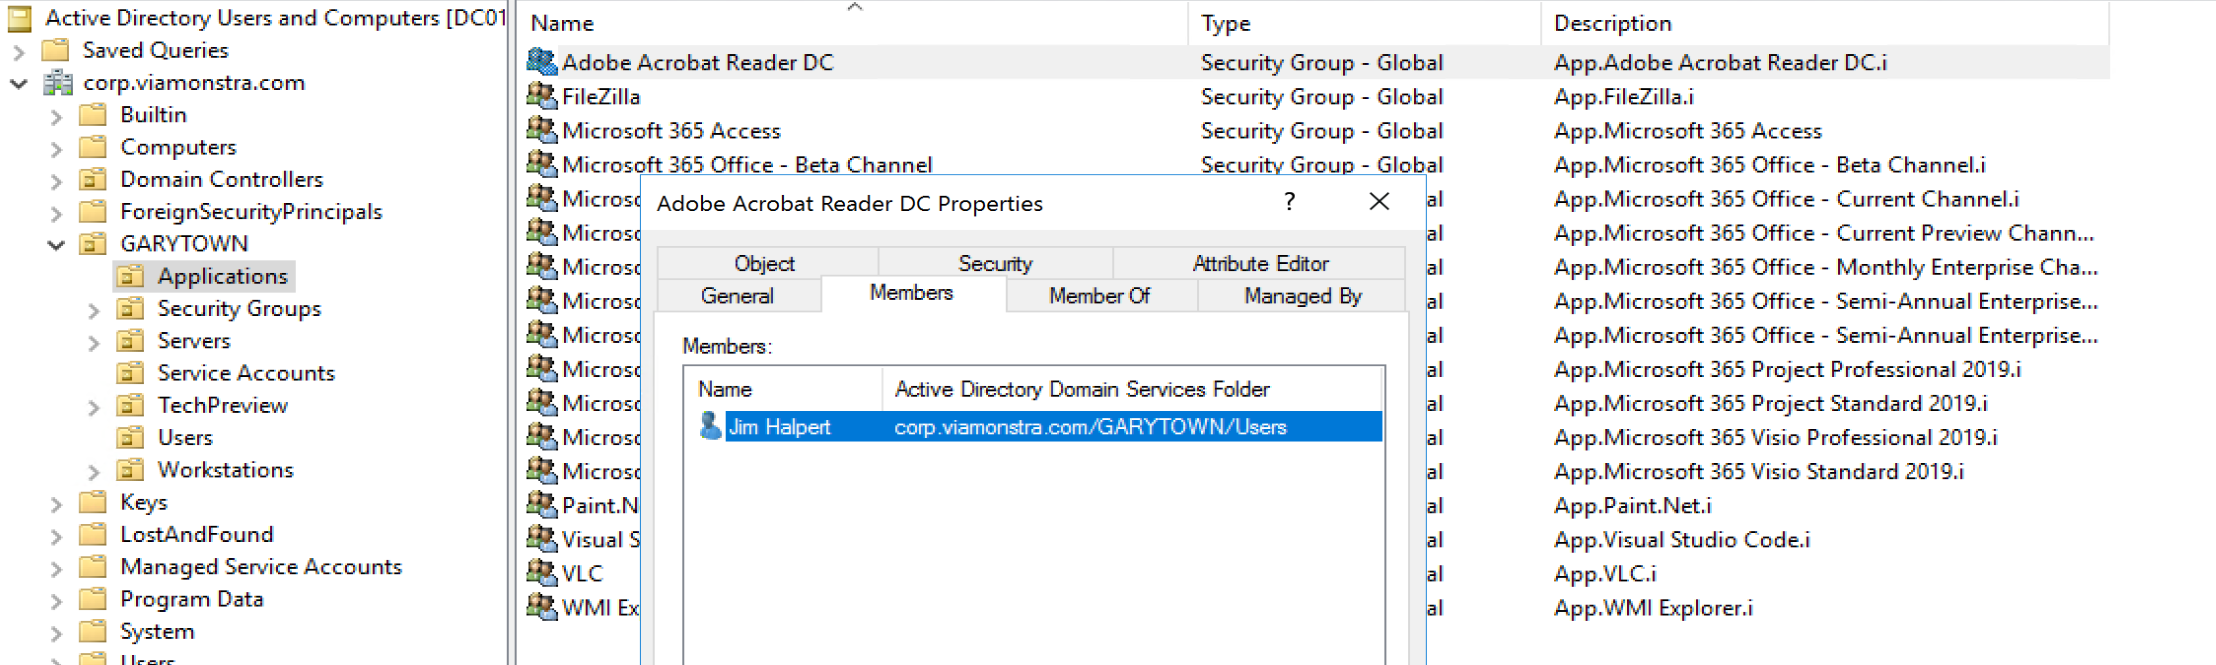 Active Directory Users and Computers [DC01
Saved Queries
corp.viamonstra.com
Builtin
Computers
Domain Controllers
ForeignSecurityPrincipals
GARYTOWN
Applications
Security Groups
Servers
Service Accounts
TechPreview
Users
Workstations
Keys
LostAndFound
Managed Service Accounts
Program Data
System
Users
Name Type Description
Adobe Acrobat Reader DC Security Group - Global App.Adobe Acrobat Reader DC.i
FileZilla Security Group - Global App.FileZilla.i
Microsoft 365 Access Security Group - Global App.Microsoft 365 Access
Microsoft 365 Office - Beta Channel Security Group - Global App.Microsoft 365 Office - Beta Channel.i
Microsc al App.Microsoft 365 Office - Current Channel.i
Microsc al App.Microsoft 365 Office - Current Preview Chann...
Microsc al App.Microsoft 365 Office - Monthly Enterprise Cha...
Microsc al App.Microsoft 365 Office - Semi-Annual Enterprise...
Microsc al App.Microsoft 365 Office - Semi-Annual Enterprise...
Microsc al App.Microsoft 365 Project Professional 2019.i
Microsc al App.Microsoft 365 Project Standard 2019.i
Microsc al App.Microsoft 365 Visio Professional 2019.i
Microsc al App.Microsoft 365 Visio Standard 2019.i
Paint.N al App.Paint.Net.i
Visual S al App.Visual Studio Code.i
VLC al App.VLC.i
WMI Ex al App.WMI Explorer.i
Adobe Acrobat Reader DC Properties ?
Object Security Attribute Editor
General Members Member Of Managed By
Members:
Name Active Directory Domain Services Folder
Jim Halpert corp.viamonstra.com/GARYTOWN/Users